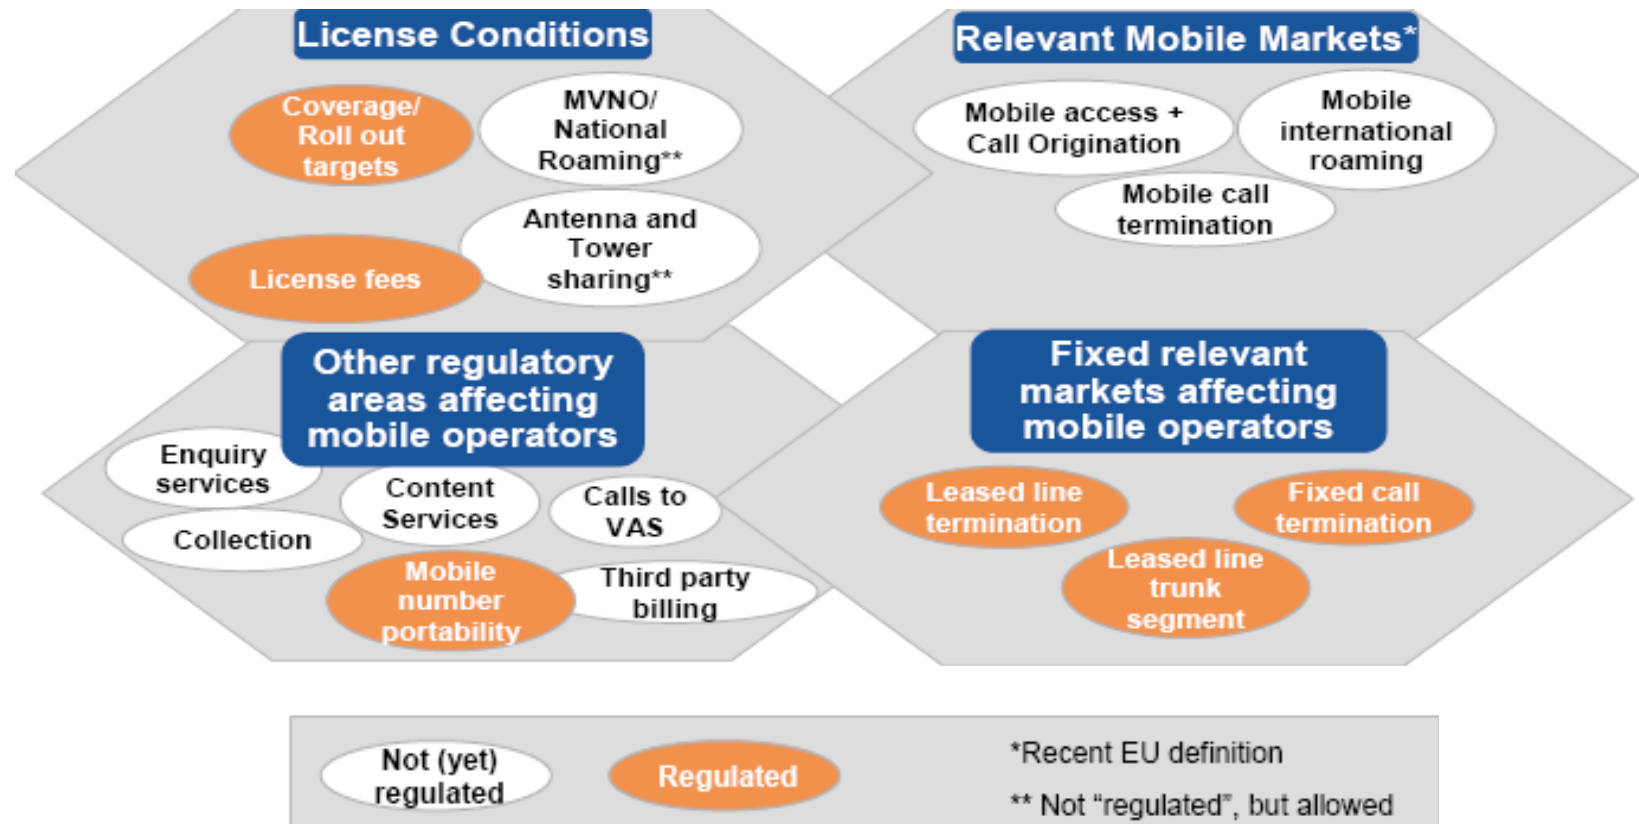 License Conditions
Coverage/
Roll out
targets
MVNO/
National
Roaming**
Antenna and
Tower
sharing**
License fees
Relevant Mobile Markets*
Mobile access +
Call Origination
Mobile
international
roaming
Mobile call
termination
Other regulatory
areas affecting
mobile operators
Enquiry
services
Content
Services
Calls to
VAS
Collection
Mobile
number
portability
Third party
billing
Fixed relevant
markets affecting
mobile operators
Leased line
termination
Fixed call
termination
Leased line
trunk
segment
Not (yet)
regulated
Regulated
*Recent EU definition
** Not “regulated”, but allowed